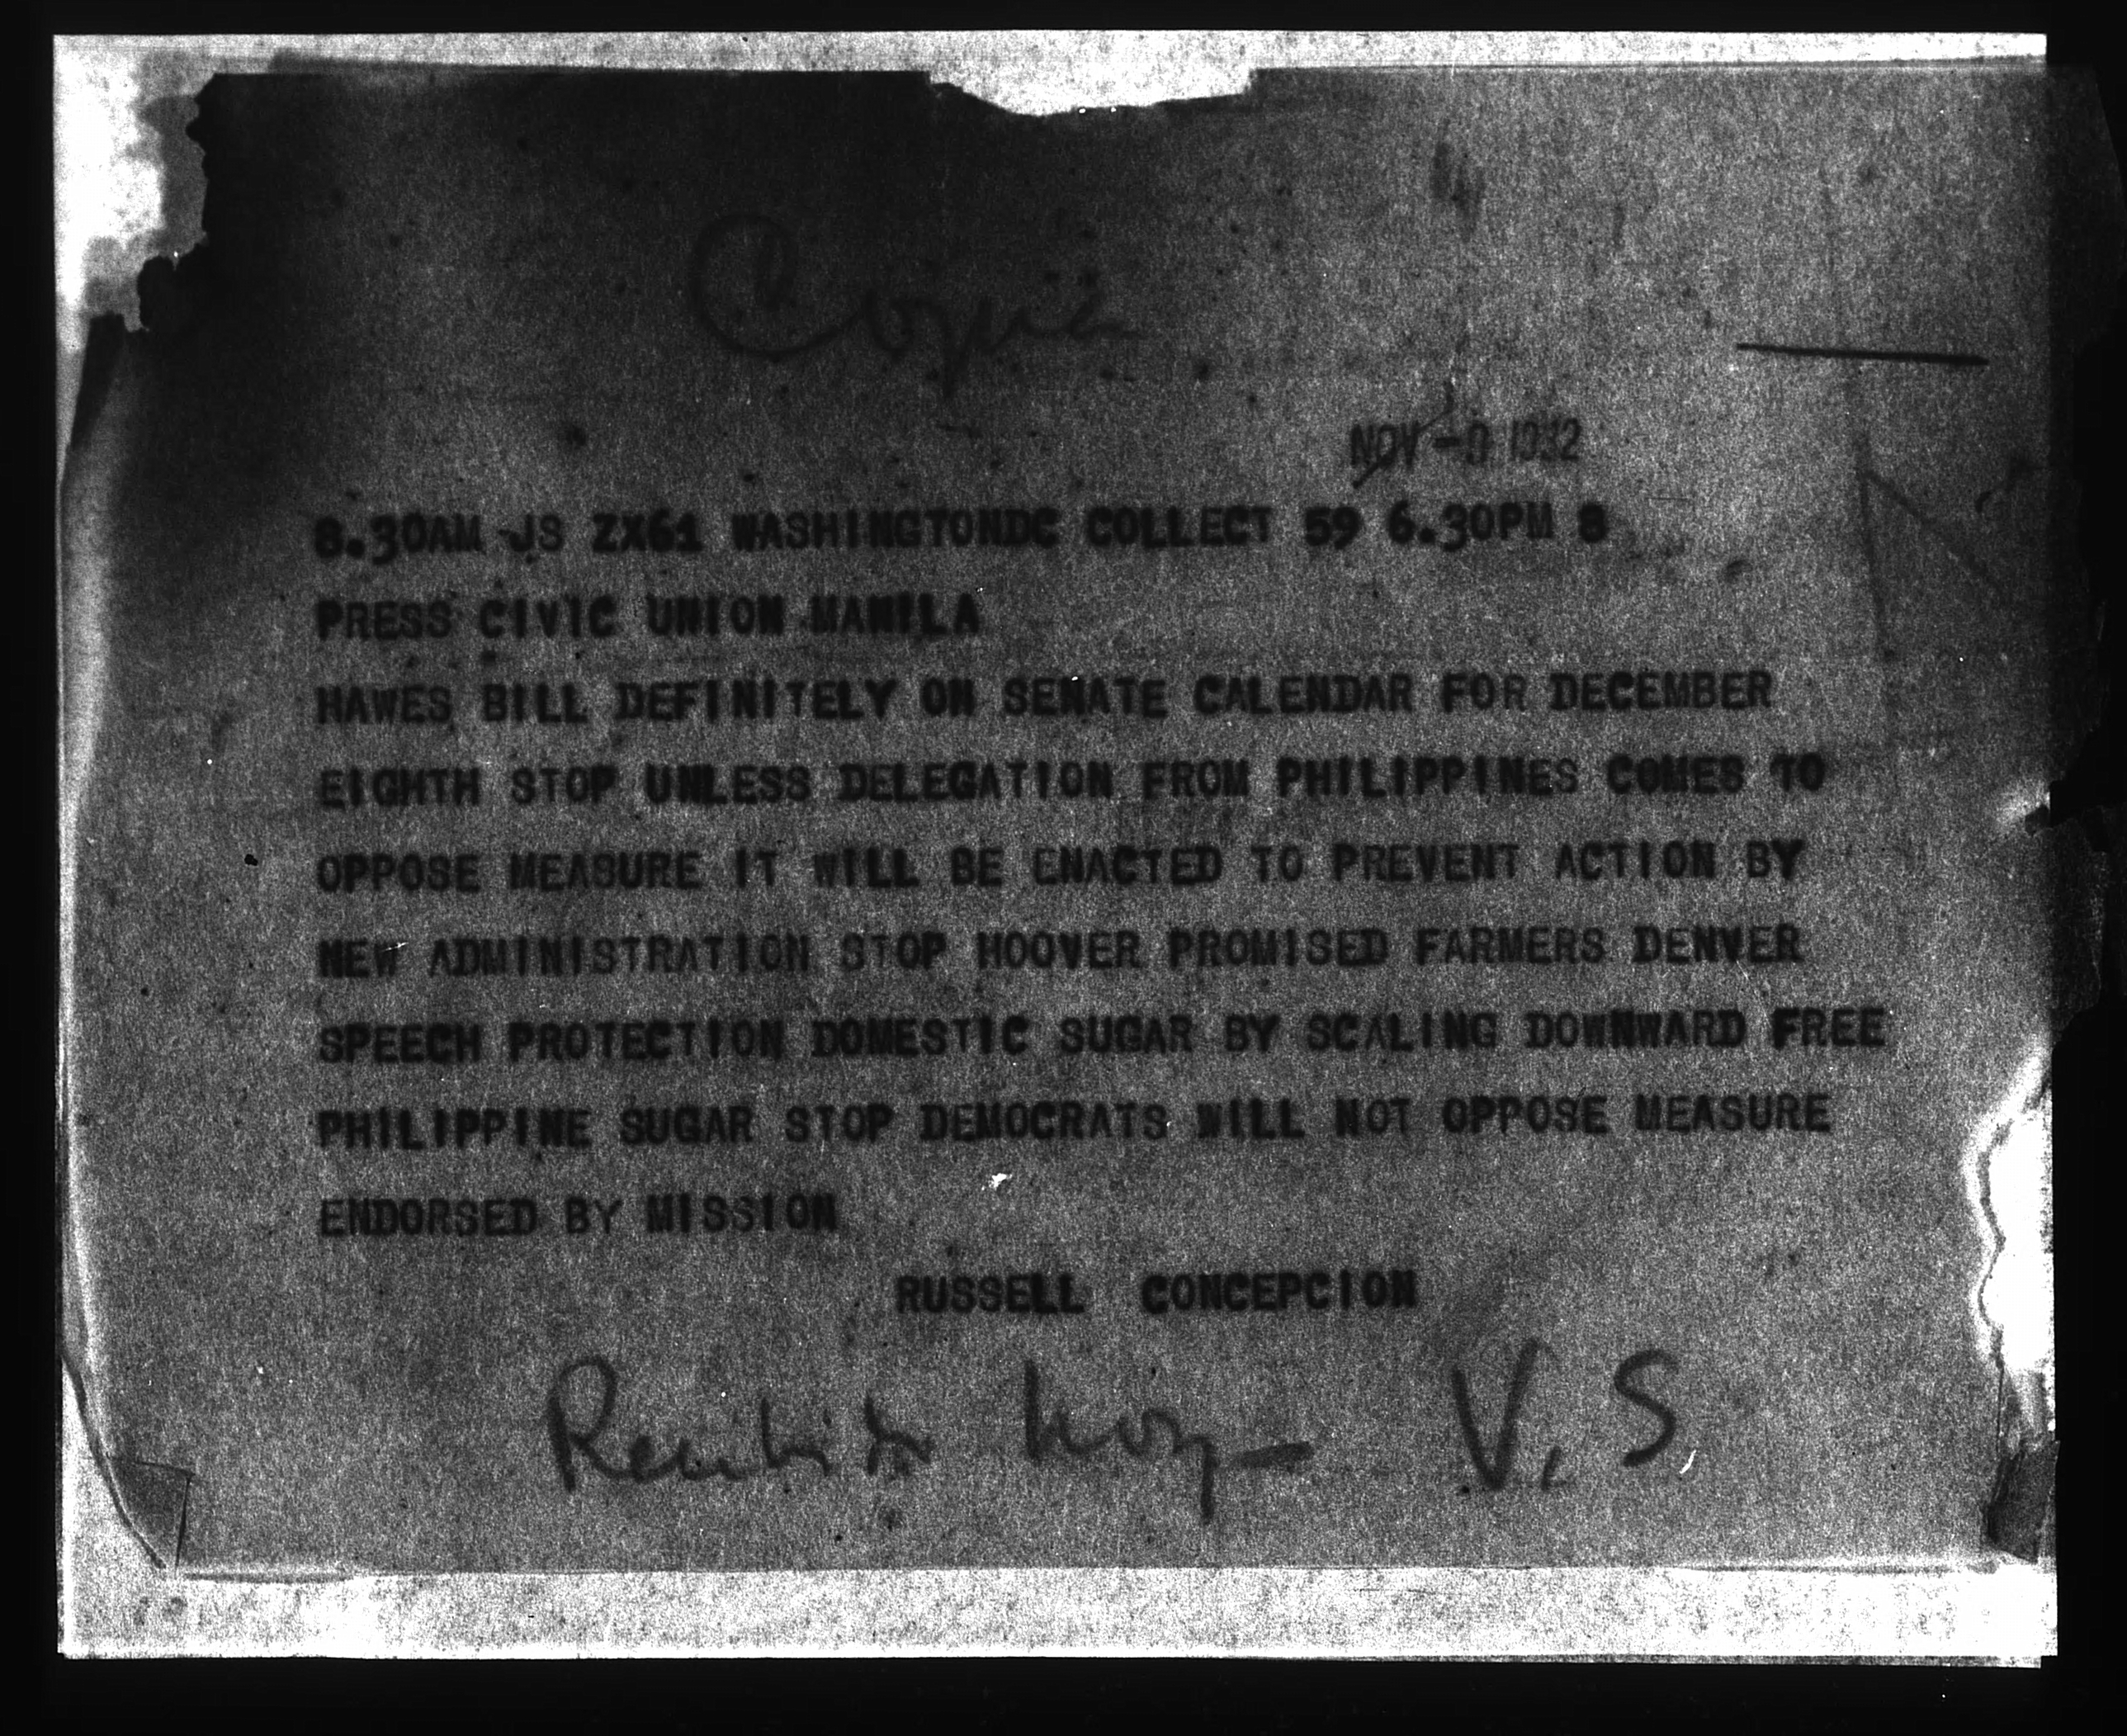 Copia
NOV -9 1932
8.30AM JS ZX61 WASHINGTONDC COLLECT 59 6.30PM 8
PRESS CIVIC UNION MANILA
HAWES BILL DEFINITELY ON SENATE CALENDAR FOR DECEMBER
EIGHTH STOP UNLESS DELEGATION FROM PHILIPPINES COMES TO
OPPOSE MEASURE IT WILL BE ENACTED TO PREVENT ACTION BY
NEW ADMINISTRATION STOP HOOVER PROMISED FARMERS DENVER
SPEECH PROTECTION DOMESTIC SUGAR BY SCALING DOWNWARD FREE
PHILIPPINE SUGAR STOP DEMOCRATS WILL NOT OPPOSE MEASURE
ENDORSED BY MISSION
RUSSELL CONCEPCION
V. S.